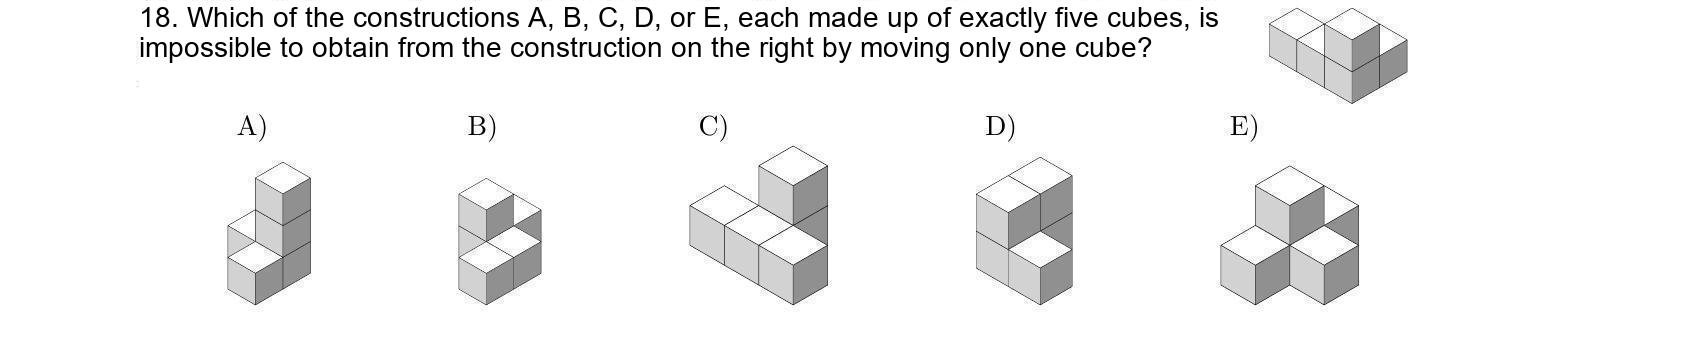 18. Which of the constructions A, B, C, D, or E, each made up of exactly five cubes, is
impossible to obtain from the construction on the right by moving only one cube?
A) B) C) D) E)